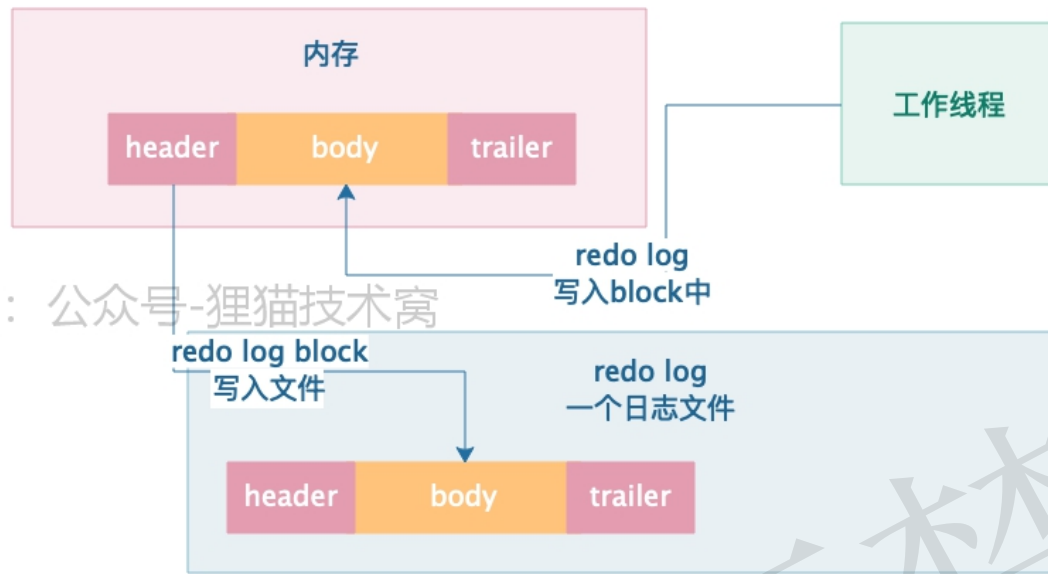 内存
工作线程
header
body
trailer
redo log
写入block中
：公众号-狸猫技术窝
redo log block
写入文件
redo log
一个日志文件
header
body
trailer